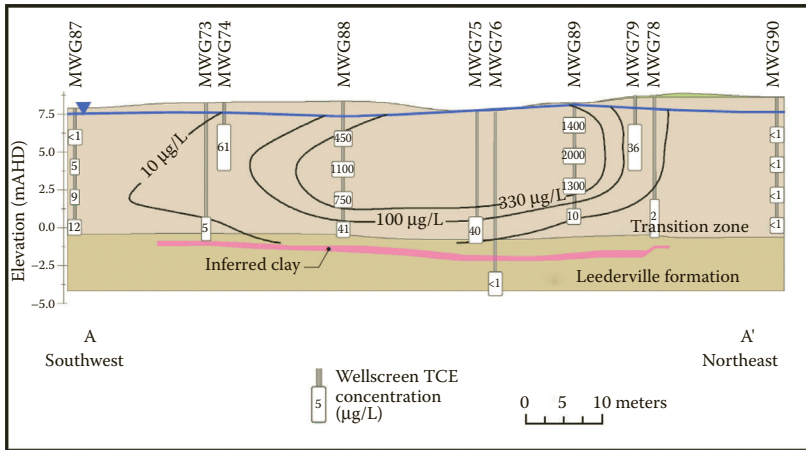 MWG87
MWG73
MWG74
MWG88
MWG75
MWG76
MWG89
MWG79
MWG78
MWG90
Elevation (mAHD)
7.5
5.0
2.5
0.0
−2.5
−5.0
<1
5
9
12
5
61
450
1100
750
41
40
<1
1400
2000
1300
10
36
2
<1
<1
<1
<1
10 µg/L
100 µg/L
330 µg/L
Transition zone
Inferred clay
Leederville formation
A
Southwest
A'
Northeast
5
Wellscreen TCE
concentration
(µg/L)
0 5 10 meters